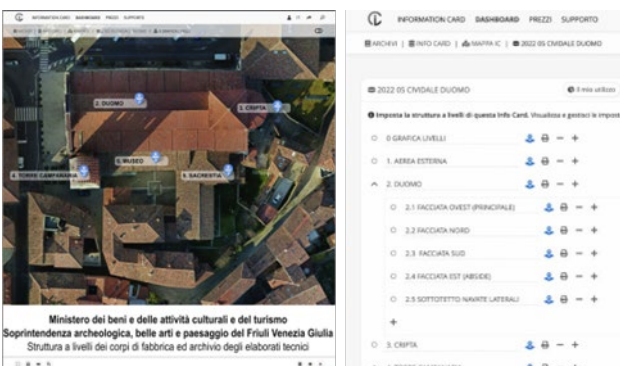 INFORMATION CARD DASHBOARD PREZZI SUPPORTO
IT
2. DUOMO
1. CRIPTA
6. MUSEO
4. TORRE CAMPANARIA
5. SACRESTIA
Ministero dei beni e delle attività culturali e del turismo
Soprintendenza archeologica, belle arti e paesaggio del Friuli Venezia Giulia
Struttura a livelli dei corpi di fabbrica ed archivio degli elaborati tecnici
INFORMATION CARD DASHBOARD PREZZI SUPPORTO
ARCHIVI | INFO CARD | MAPPA IC | 2022 05 CIVIDALE DUOMO
2022 05 CIVIDALE DUOMO
Il mio utilizzo
Imposta la struttura a livelli di questa Info Card. Visualizza e gestisci le impost
0 GRAFICA LIVELLI
1. AEREA ESTERNA
2. DUOMO
2.1 FACCIATA OVEST (PRINCIPALE)
2.2 FACCIATA NORD
2.3 FACCIATA SUD
2.4 FACCIATA EST (ABSIDE)
2.5 SOTTOTETTO NAVATE LATERALI
3. CRIPTA